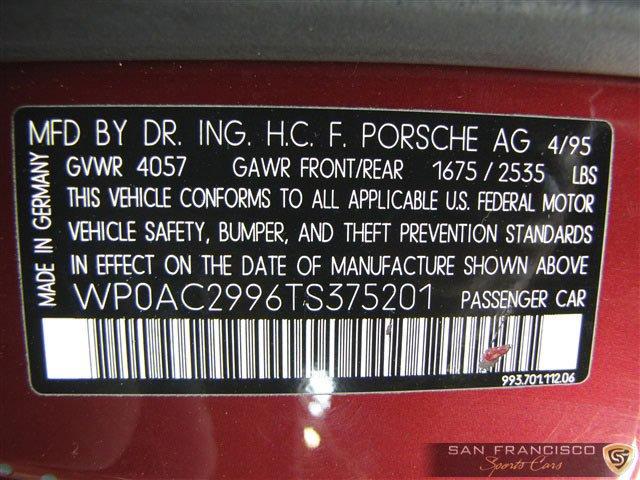 MFD BY DR. ING. H.C. F. PORSCHE AG 4/95
GVWR 4057 GAWR FRONT/REAR 1675/2535 LBS
THIS VEHICLE CONFORMS TO ALL APPLICABLE U.S. FEDERAL MOTOR
VEHICLE SAFETY, BUMPER, AND THEFT PREVENTION STANDARDS
IN EFFECT ON THE DATE OF MANUFACTURE SHOWN ABOVE
WP0AC2996TS375201 PASSENGER CAR
MADE IN GERMANY
993.701.112.06
SAN FRANCISCO
Sports Cars